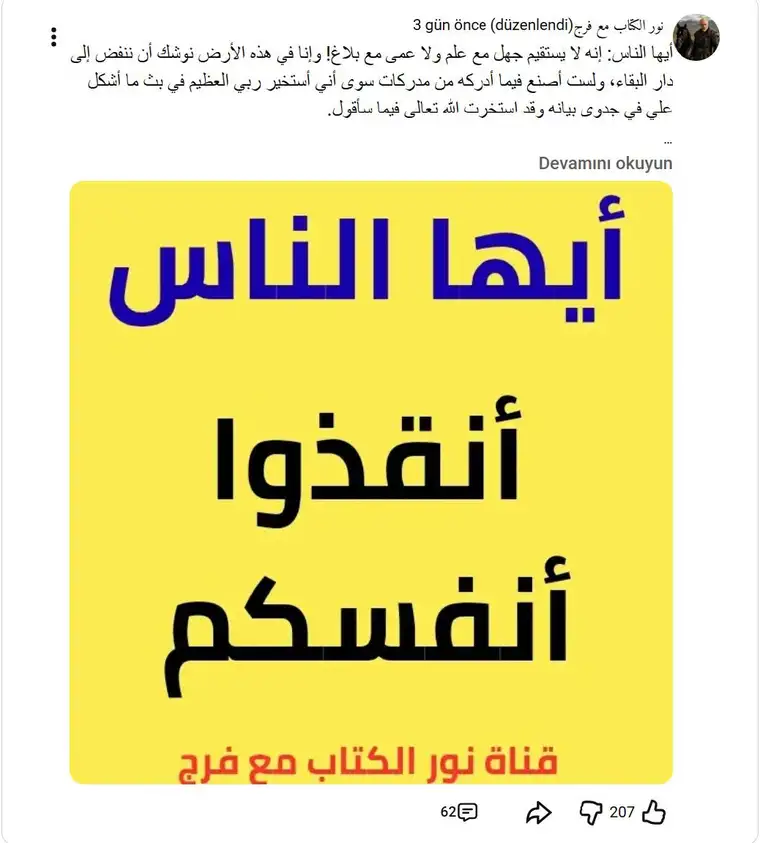 نور الكتاب مع فرج 3 gün önce (düzenlendi)
أيها الناس: إنه لا يستقيم جهل مع علم ولا عمى مع بلاغ! وإنا في هذه الأرض نوشك أن ننفض إلى
دار البقاء، ولست أصنع فيما أدركه من مدركات سوى أني أستخير ربي العظيم في بث ما أشكل
علي في جدوى بيانه وقد استخرت الله تعالى فيما سأقول.
...
Devamını okuyun
أيها الناس
أنقذوا
أنفسكم
قناة نور الكتاب مع فرج
207
62